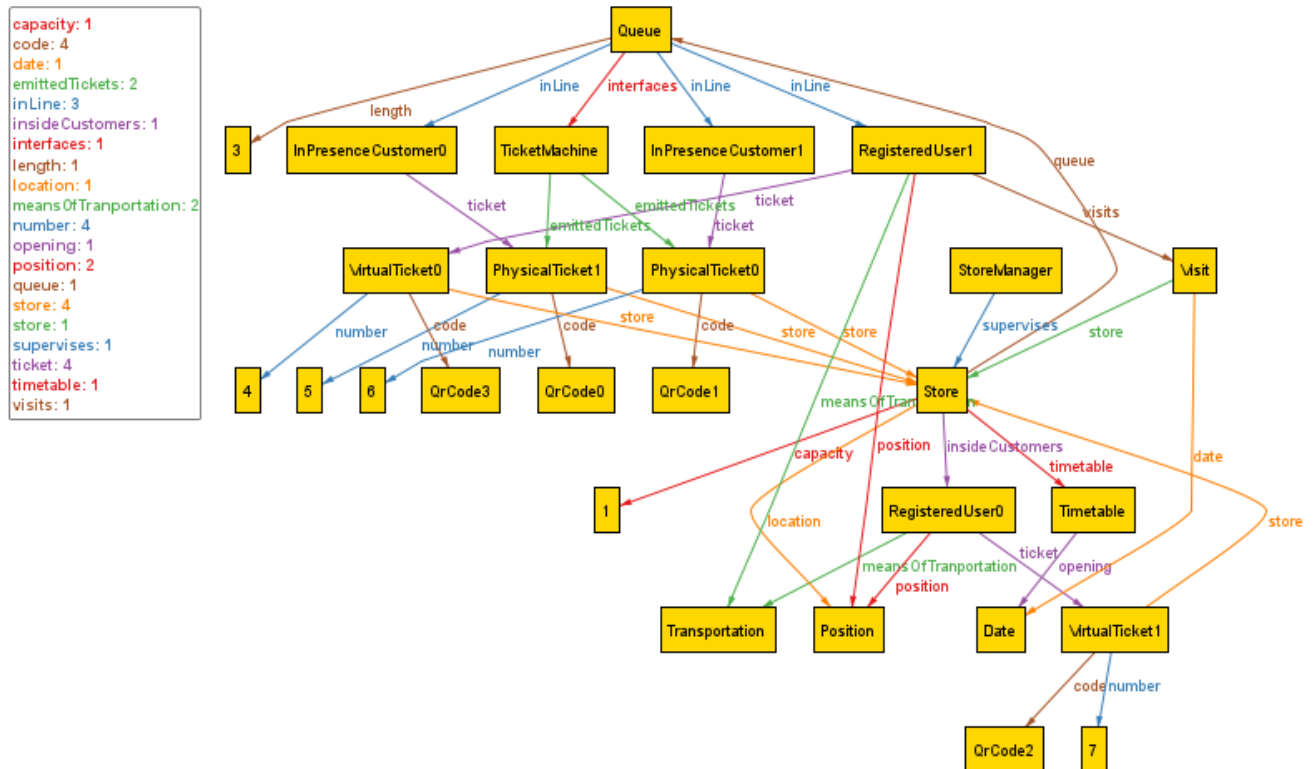 capacity: 1
code: 4
date: 1
emittedTickets: 2
inLine: 3
insideCustomers: 1
interfaces: 1
length: 1
location: 1
meansOfTranportation: 2
number: 4
opening: 1
position: 2
queue: 1
store: 4
store: 1
supervises: 1
ticket: 4
timetable: 1
visits: 1
Queue
inLine
interfaces
inLine
inLine
length
3
InPresenceCustomer0
TicketMachine
InPresenceCustomer1
RegisteredUser1
queue
ticket
emittedTickets
emittedTickets
ticket
ticket
visits
VirtualTicket0
PhysicalTicket1
PhysicalTicket0
StoreManager
Visit
number
code
number
store
code
number
store
code
store
supervises
store
4
5
6
QrCode3
QrCode0
QrCode1
Store
meansOfTranportation
capacity
position
insideCustomers
timetable
date
1
location
RegisteredUser0
Timetable
store
meansOfTranportation
position
ticket
opening
Transportation
Position
Date
VirtualTicket1
code
number
QrCode2
7